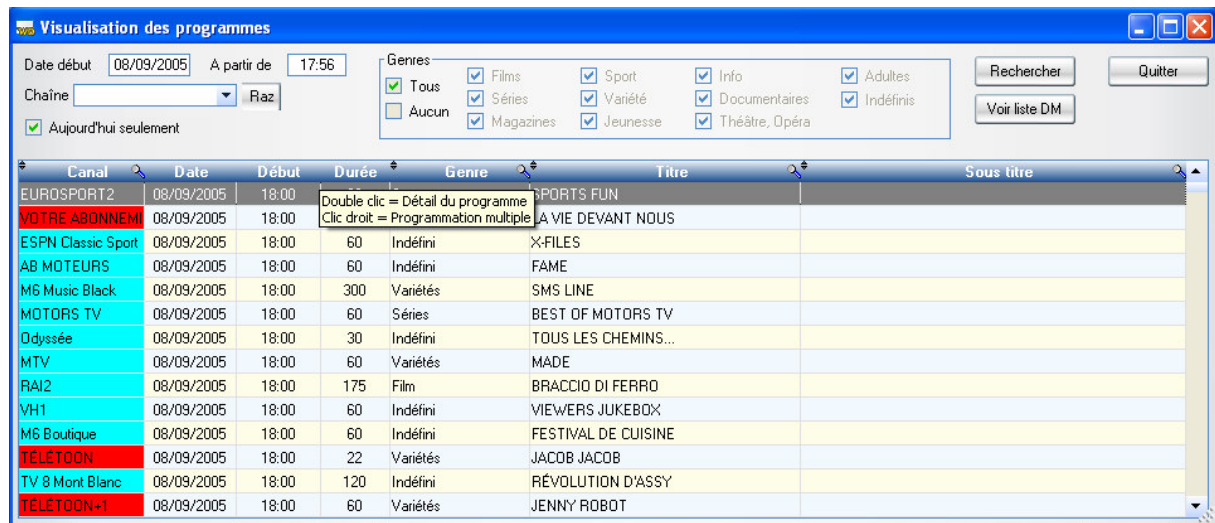 Visualisation des programmes
Date début 08/09/2005 A partir de 17:56
Chaîne Raz
Aujourd'hui seulement
Genres
Tous
Aucun
Films Sport Info Adultes
Séries Variété Documentaires Indéfinis
Magazines Jeunesse Théâtre, Opéra
Rechercher Quitter
Voir liste DM
Canal Date Début Durée Genre Titre Sous titre
EUROSPORT2 08/09/2005 18:00 SPORTS FUN
Double clic = Détail du programme
Clic droit = Programmation multiple
VOTRE ABONNEMI 08/09/2005 18:00 LA VIE DEVANT NOUS
ESPN Classic Sport 08/09/2005 18:00 60 Indéfini X-FILES
AB MOTEURS 08/09/2005 18:00 60 Indéfini FAME
M6 Music Black 08/09/2005 18:00 300 Variétés SMS LINE
MOTORS TV 08/09/2005 18:00 60 Séries BEST OF MOTORS TV
Odyssée 08/09/2005 18:00 30 Indéfini TOUS LES CHEMINS...
MTV 08/09/2005 18:00 60 Variétés MADE
RAI2 08/09/2005 18:00 175 Film BRACCIO DI FERRO
VH1 08/09/2005 18:00 60 Indéfini VIEWERS JUKEBOX
M6 Boutique 08/09/2005 18:00 60 Indéfini FESTIVAL DE CUISINE
TÉLÉTOON 08/09/2005 18:00 22 Variétés JACOB JACOB
TV 8 Mont Blanc 08/09/2005 18:00 120 Indéfini RÉVOLUTION D'ASSY
TÉLÉTOON+1 08/09/2005 18:00 60 Variétés JENNY ROBOT